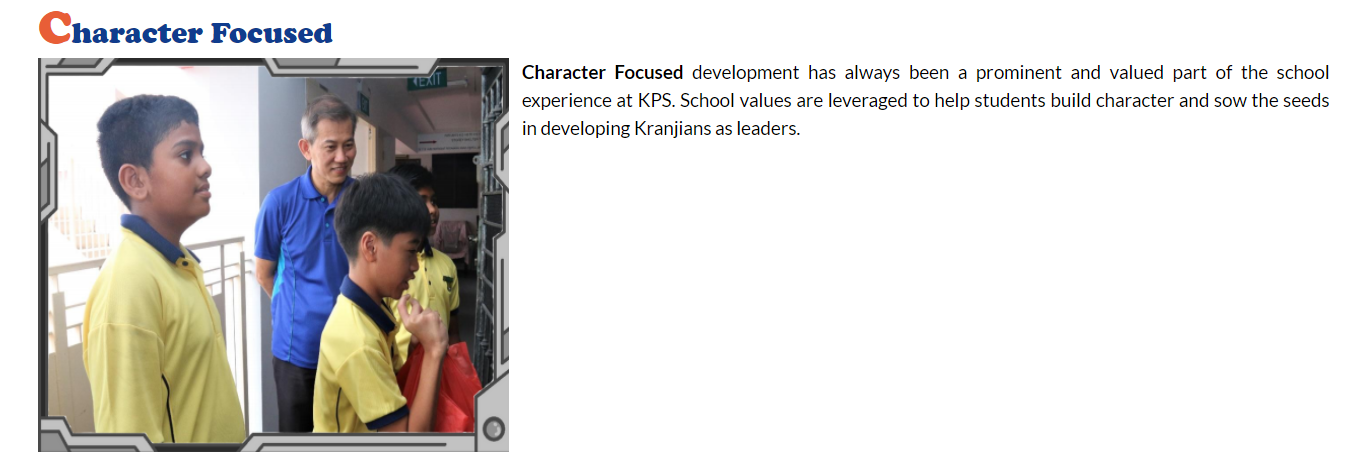 Character Focused
EXIT
Character Focused development has always been a prominent and valued part of the school
experience at KPS. School values are leveraged to help students build character and sow the seeds
in developing Kranjians as leaders.